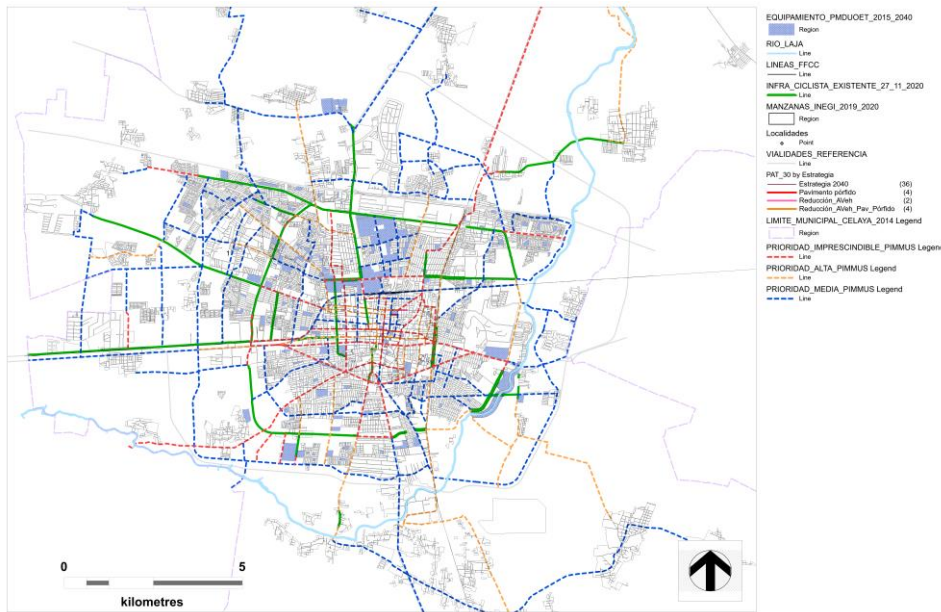 EQUIPAMIENTO_PMDUOET_2015_2040
Region
RIO_LAJA
Line
LINEAS_FFCC
Line
INFRA_CICLISTA_EXISTENTE_27_11_2020
Line
MANZANAS_INEGI_2019_2020
Region
Localidades
Point
VIALIDADES_REFERENCIA
Line
PAT_30 by Estrategia
Estrategia 2040 (36)
Pavimento pórfido (4)
Reducción_AVeh (2)
Reducción_AVeh_Pav_Pórfido (4)
LIMITE_MUNICIPAL_CELAYA_2014 Legend
Region
PRIORIDAD_IMPRESCINDIBLE_PIMMUS Legend
Line
PRIORIDAD_ALTA_PIMMUS Legend
Line
PRIORIDAD_MEDIA_PIMMUS Legend
Line
0 5
kilometres